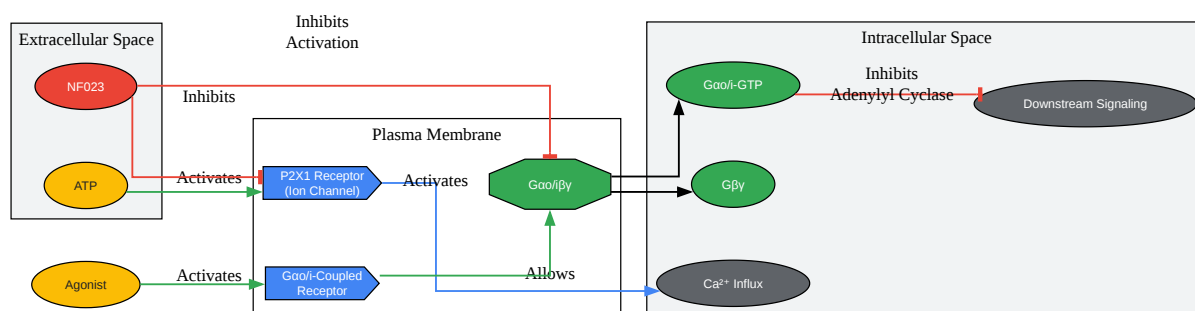 Inhibits
Activation
Extracellular Space
Intracellular Space
NF023
Inhibits
Plasma Membrane
Gαo/i-GTP
Inhibits
Adenylyl Cyclase
Downstream Signaling
ATP
Activates
P2X1 Receptor
(Ion Channel)
Activates
Gαo/iβγ
Gβγ
Agonist
Activates
Gαo/i-Coupled
Receptor
Allows
Ca²⁺ Influx